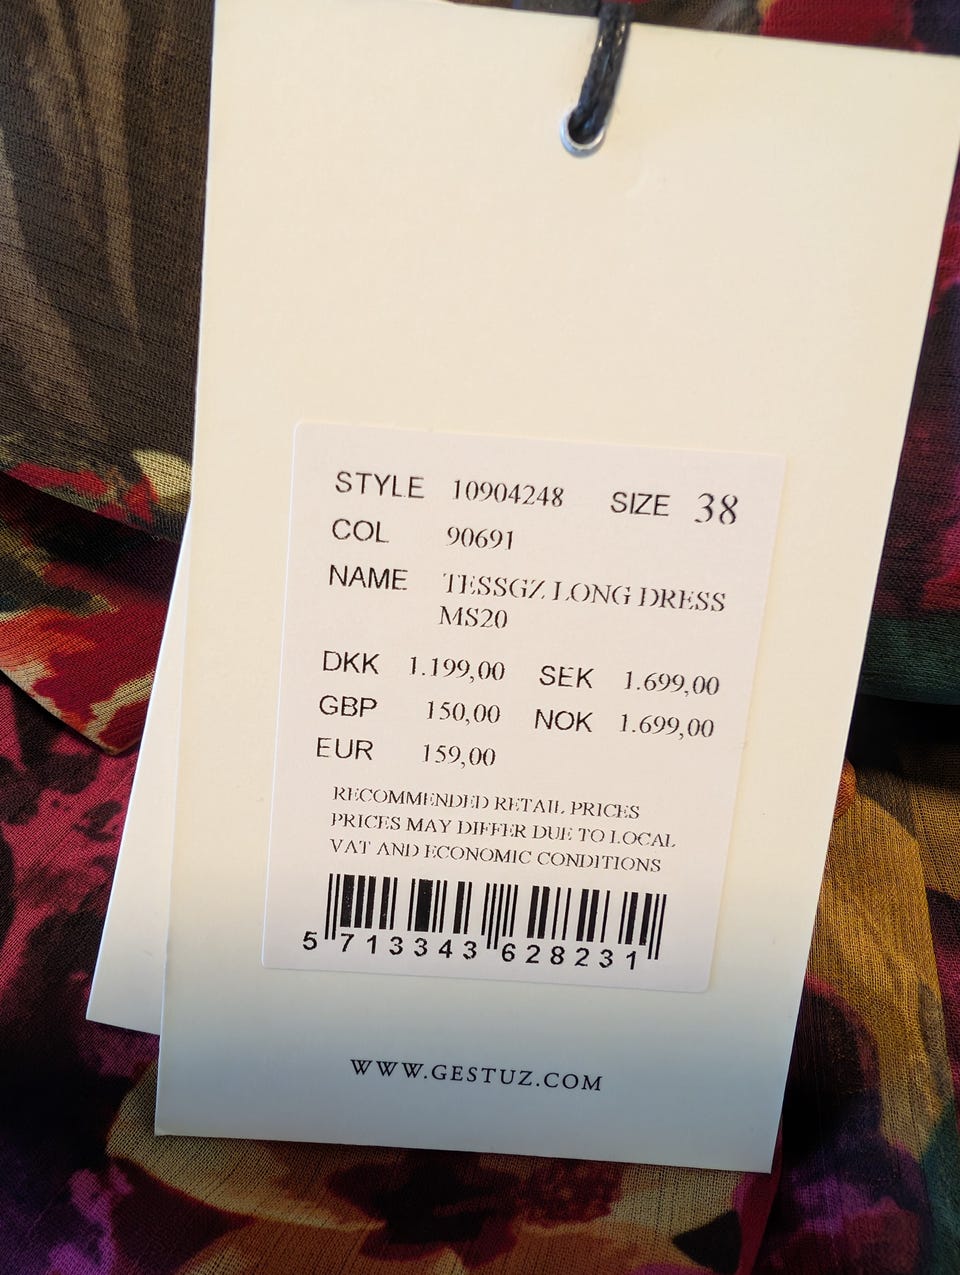 STYLE 10904248 SIZE 38
COL 90691
NAME TESSGZ LONG DRESS
MS20
DKK 1.199,00 SEK 1.699,00
GBP 150,00 NOK 1.699,00
EUR 159,00
RECOMMENDED RETAIL PRICES
PRICES MAY DIFFER DUE TO LOCAL
VAT AND ECONOMIC CONDITIONS
5 713343 628231
WWW.GESTUZ.COM